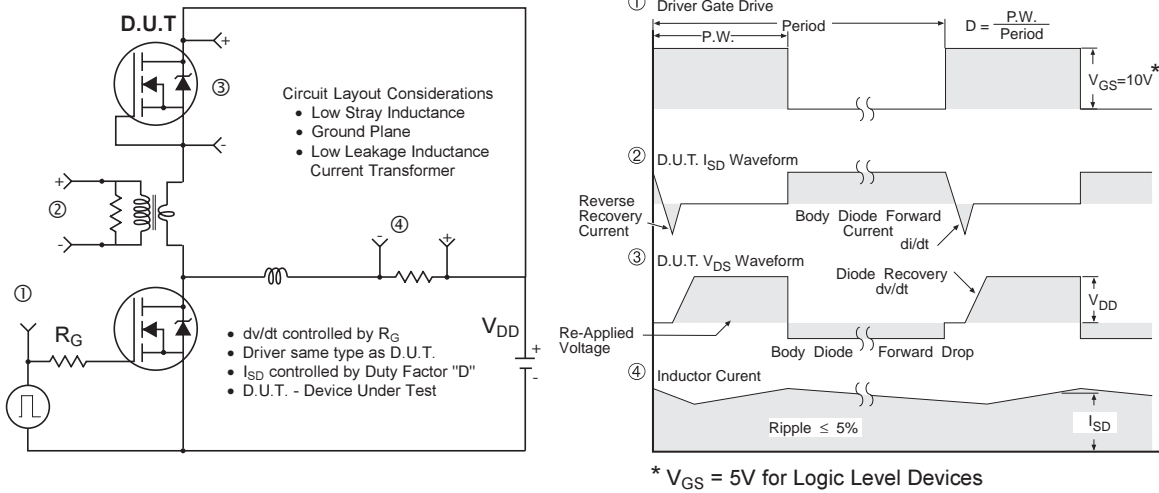 D.U.T
+
③
-
Circuit Layout Considerations
• Low Stray Inductance
• Ground Plane
• Low Leakage Inductance
Current Transformer
+
②
-
④
-
+
①
R_G
• dv/dt controlled by R_G
• Driver same type as D.U.T.
• I_SD controlled by Duty Factor "D"
• D.U.T. - Device Under Test
V_DD
+
-
① Driver Gate Drive
Period
P.W.
D = P.W. / Period
V_GS=10V *
② D.U.T. I_SD Waveform
Reverse
Recovery
Current
Body Diode Forward
Current
di/dt
③ D.U.T. V_DS Waveform
Diode Recovery
dv/dt
V_DD
Re-Applied
Voltage
Body Diode Forward Drop
④ Inductor Curent
Ripple ≤ 5%
I_SD
* V_GS = 5V for Logic Level Devices